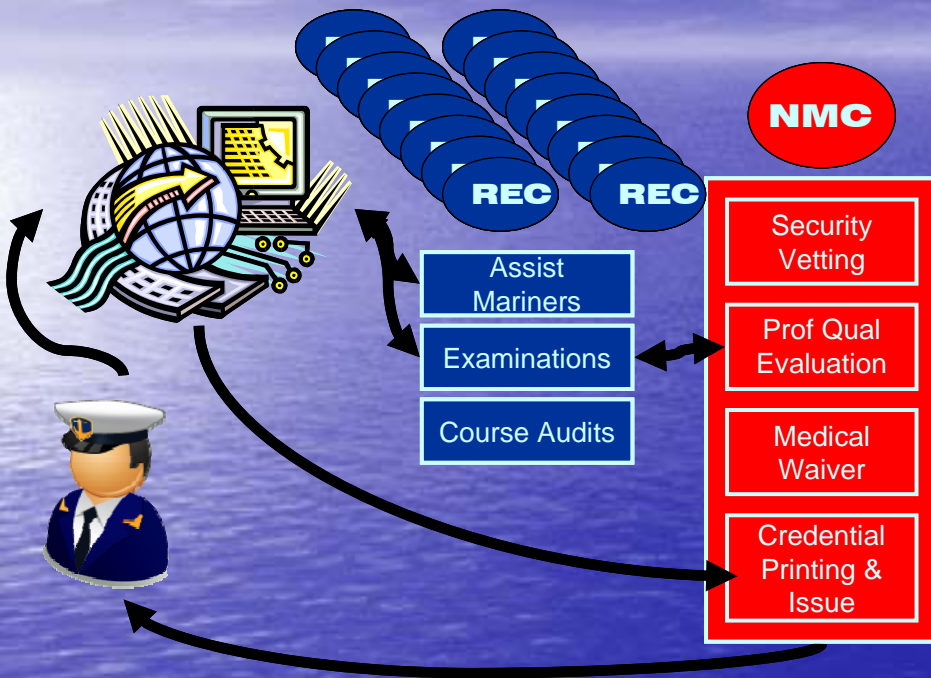 NMC
REC
REC
Security
Vetting
Assist
Mariners
Prof Qual
Evaluation
Examinations
Course Audits
Medical
Waiver
Credential
Printing &
Issue